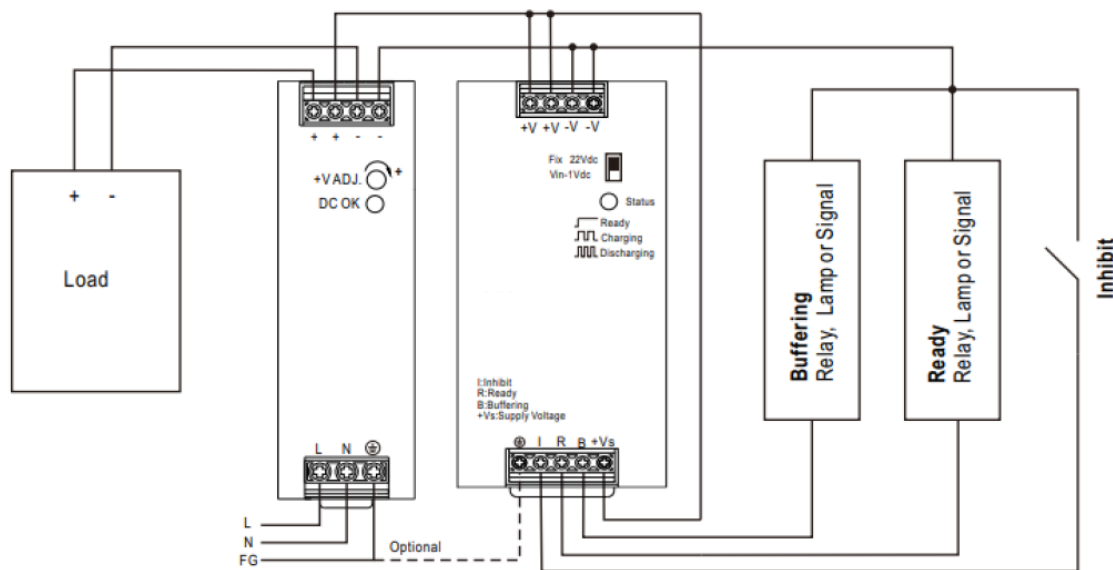 + + - -
+V ADJ.
+
DC OK
+ -
Load
L N
L
N
FG
Optional
+V +V -V -V
Fix 22Vdc
Vin-1Vdc
Status
Ready
Charging
Discharging
I:Inhibit
R:Ready
B:Buffering
+Vs:Supply Voltage
I R B +Vs
Buffering
Relay, Lamp or Signal
Ready
Relay, Lamp or Signal
Inhibit